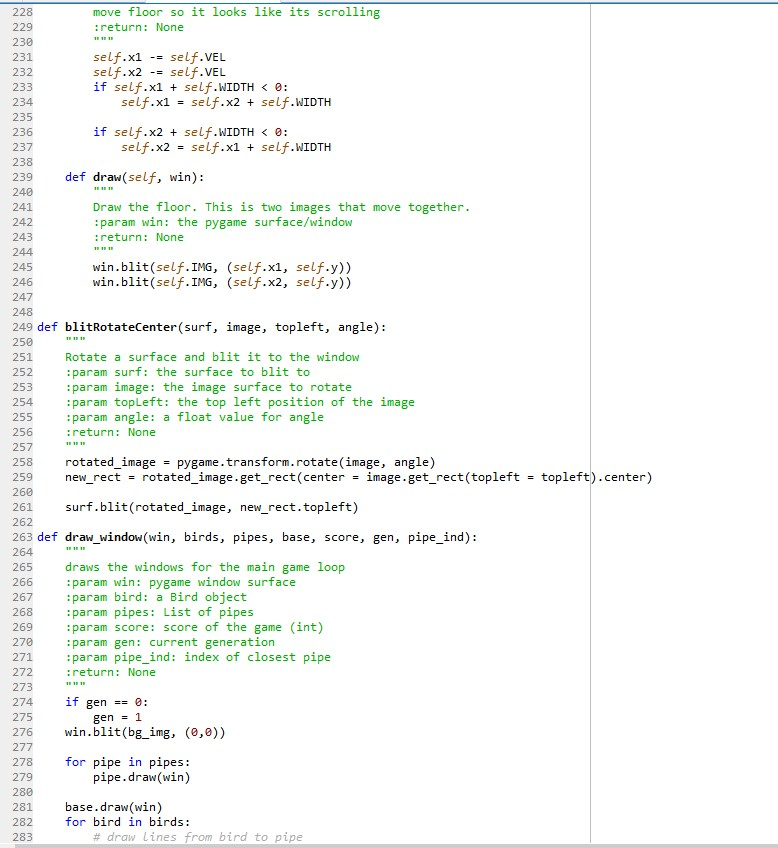 228 move floor so it looks like its scrolling
229 :return: None
230 """
231 self.x1 -= self.VEL
232 self.x2 -= self.VEL
233 if self.x1 + self.WIDTH < 0:
234 self.x1 = self.x2 + self.WIDTH
235
236 if self.x2 + self.WIDTH < 0:
237 self.x2 = self.x1 + self.WIDTH
238
239 def draw(self, win):
240 """
241 Draw the floor. This is two images that move together.
242 :param win: the pygame surface/window
243 :return: None
244 """
245 win.blit(self.IMG, (self.x1, self.y))
246 win.blit(self.IMG, (self.x2, self.y))
247
248
249 def blitRotateCenter(surf, image, topleft, angle):
250 """
251 Rotate a surface and blit it to the window
252 :param surf: the surface to blit to
253 :param image: the image surface to rotate
254 :param topLeft: the top left position of the image
255 :param angle: a float value for angle
256 :return: None
257 """
258 rotated_image = pygame.transform.rotate(image, angle)
259 new_rect = rotated_image.get_rect(center = image.get_rect(topleft = topleft).center)
260
261 surf.blit(rotated_image, new_rect.topleft)
262
263 def draw_window(win, birds, pipes, base, score, gen, pipe_ind):
264 """
265 draws the windows for the main game loop
266 :param win: pygame window surface
267 :param bird: a Bird object
268 :param pipes: List of pipes
269 :param score: score of the game (int)
270 :param gen: current generation
271 :param pipe_ind: index of closest pipe
272 :return: None
273 """
274 if gen == 0:
275 gen = 1
276 win.blit(bg_img, (0,0))
277
278 for pipe in pipes:
279 pipe.draw(win)
280
281 base.draw(win)
282 for bird in birds:
283 # draw lines from bird to pipe